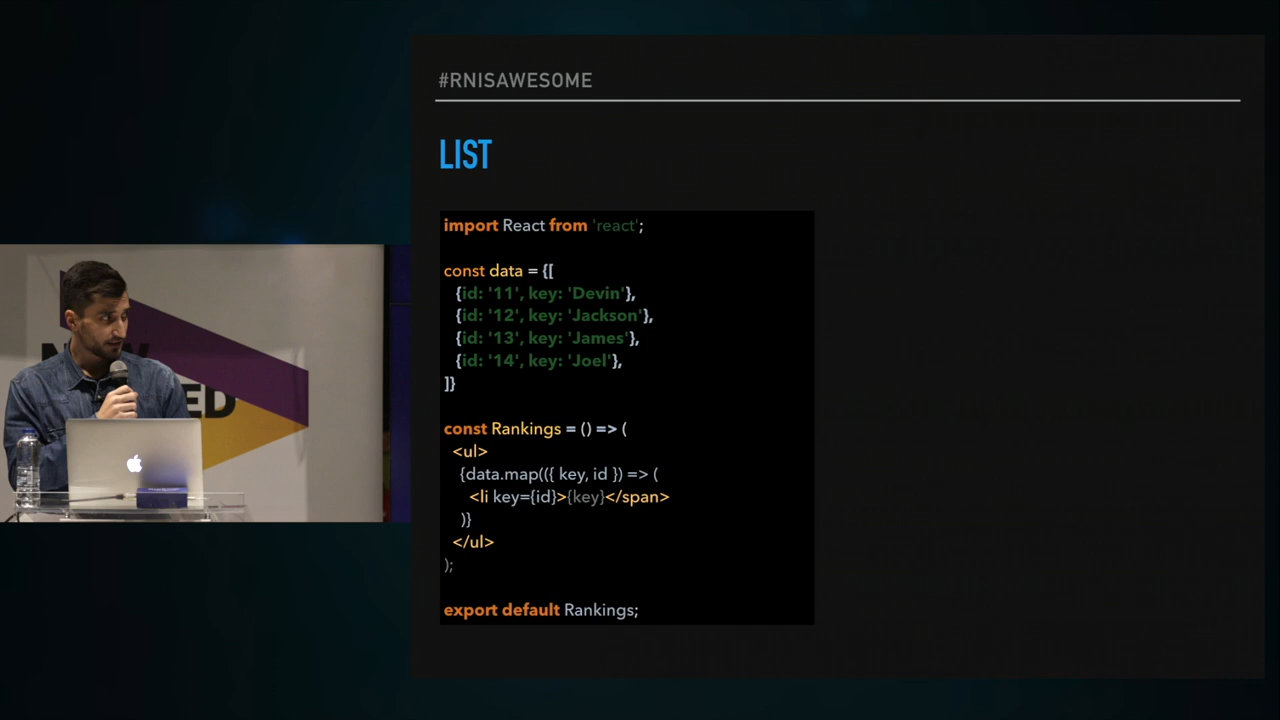 #RNISAWESOME
LIST
import React from 'react';
const data = {[
{id: '11', key: 'Devin'},
{id: '12', key: 'Jackson'},
{id: '13', key: 'James'},
{id: '14', key: 'Joel'},
]}
const Rankings = () => (
<ul>
{data.map(({ key, id }) => (
<li key={id}>{key}</span>
)}
</ul>
);
export default Rankings;